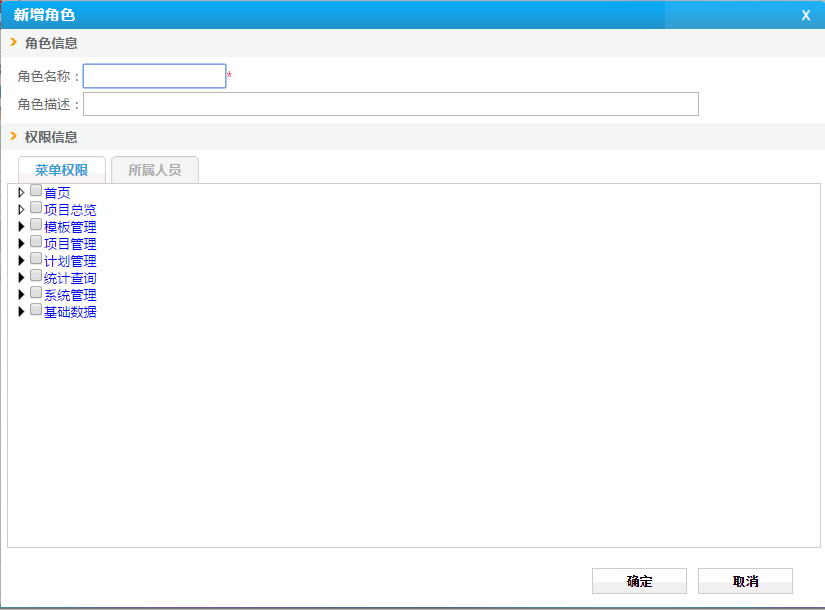 新增角色 X
角色信息
角色名称： *
角色描述：
权限信息
菜单权限 所属人员
首页
项目总览
模板管理
项目管理
计划管理
统计查询
系统管理
基础数据
确定 取消